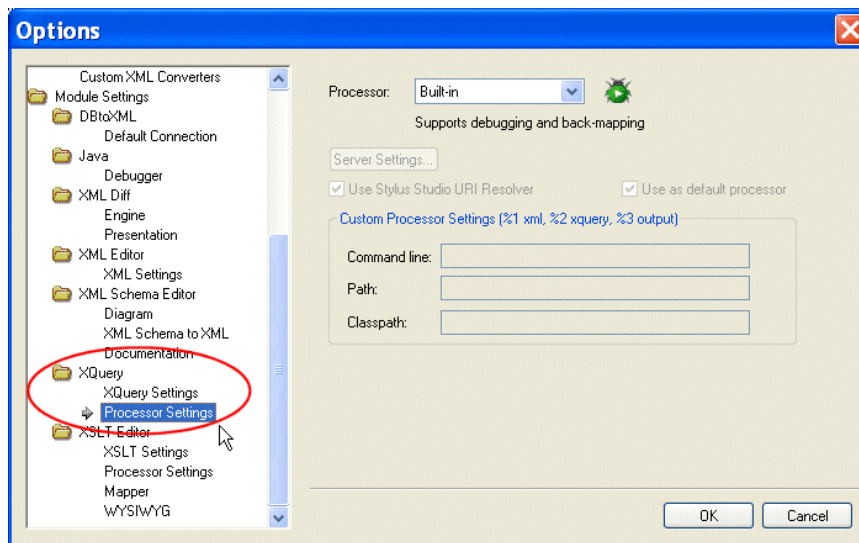 Options
Custom XML Converters
Module Settings
DBtoXML
Default Connection
Java
Debugger
XML Diff
Engine
Presentation
XML Editor
XML Settings
XML Schema Editor
Diagram
XML Schema to XML
Documentation
XQuery
XQuery Settings
Processor Settings
XSLT Editor
XSLT Settings
Processor Settings
Mapper
WYSIWYG
Processor: Built-in
Supports debugging and back-mapping
Server Settings...
Use Stylus Studio URI Resolver Use as default processor
Custom Processor Settings (%1 xml, %2 xquery, %3 output)
Command line:
Path:
Classpath:
OK Cancel